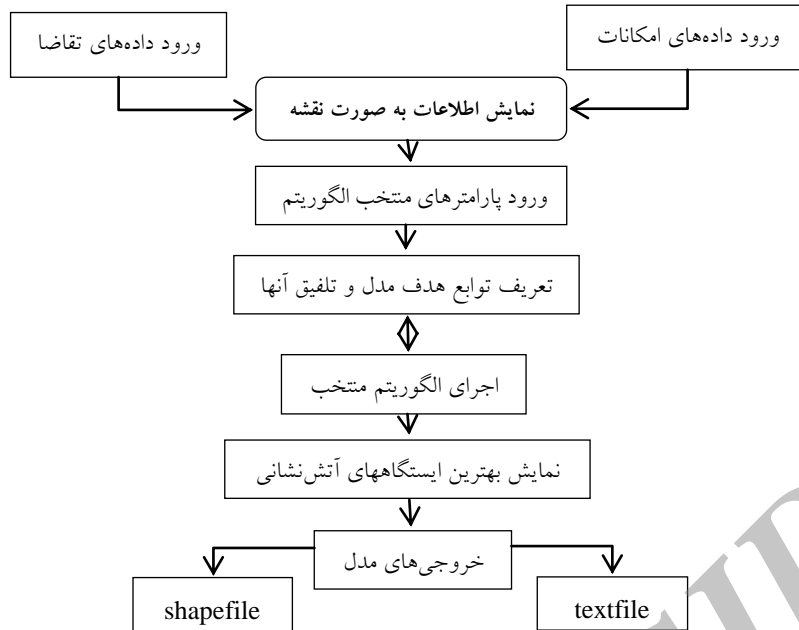 ورود داده‌های امکانات
ورود داده‌های تقاضا
نمایش اطلاعات به صورت نقشه
ورود پارامترهای منتخب الگوریتم
تعریف توابع هدف مدل و تلفیق آنها
اجرای الگوریتم منتخب
نمایش بهترین ایستگاههای آتش‌نشانی
خروجی‌های مدل
textfile
shapefile